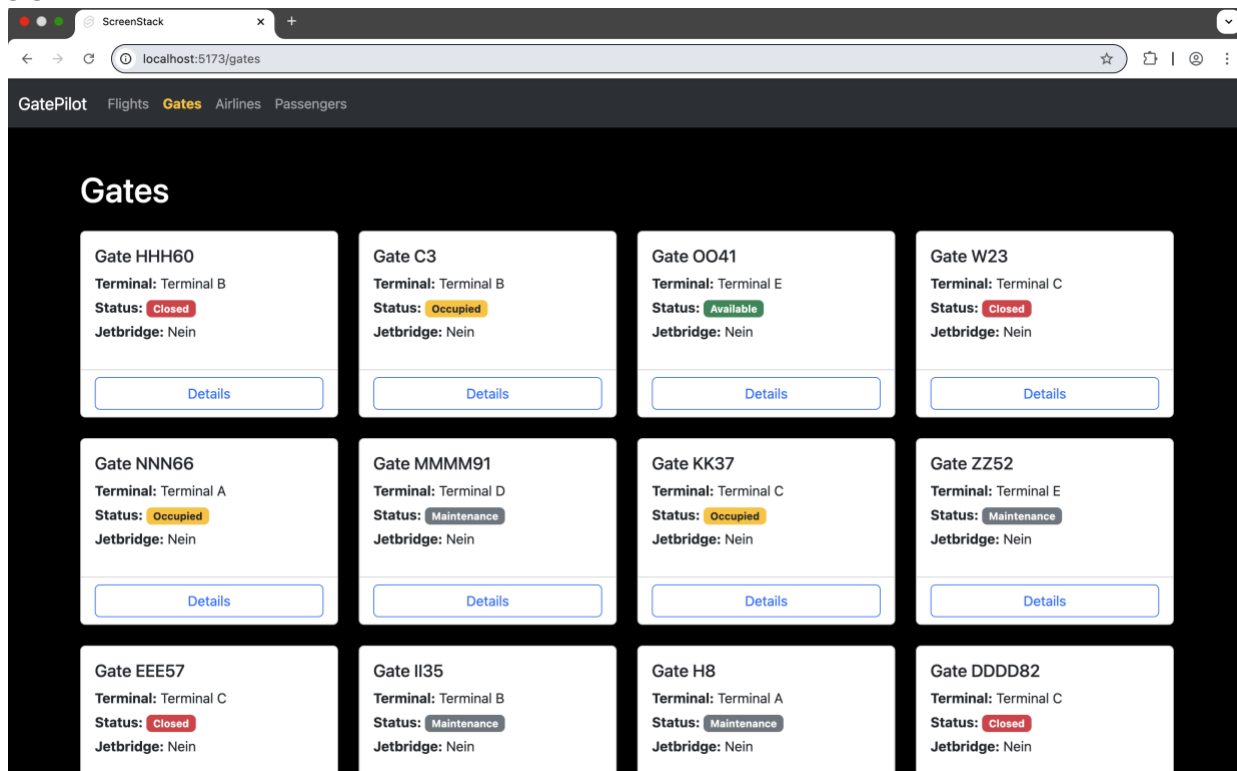 ScreenStack
localhost:5173/gates
GatePilot Flights Gates Airlines Passengers
Gates
Gate HHH60
Terminal: Terminal B
Status: Closed
Jetbridge: Nein
Details
Gate C3
Terminal: Terminal B
Status: Occupied
Jetbridge: Nein
Details
Gate OO41
Terminal: Terminal E
Status: Available
Jetbridge: Nein
Details
Gate W23
Terminal: Terminal C
Status: Closed
Jetbridge: Nein
Details
Gate NNN66
Terminal: Terminal A
Status: Occupied
Jetbridge: Nein
Details
Gate MMMM91
Terminal: Terminal D
Status: Maintenance
Jetbridge: Nein
Details
Gate KK37
Terminal: Terminal C
Status: Occupied
Jetbridge: Nein
Details
Gate ZZ52
Terminal: Terminal E
Status: Maintenance
Jetbridge: Nein
Details
Gate EEE57
Terminal: Terminal C
Status: Closed
Jetbridge: Nein
Gate II35
Terminal: Terminal B
Status: Maintenance
Jetbridge: Nein
Gate H8
Terminal: Terminal A
Status: Maintenance
Jetbridge: Nein
Gate DDDD82
Terminal: Terminal C
Status: Closed
Jetbridge: Nein